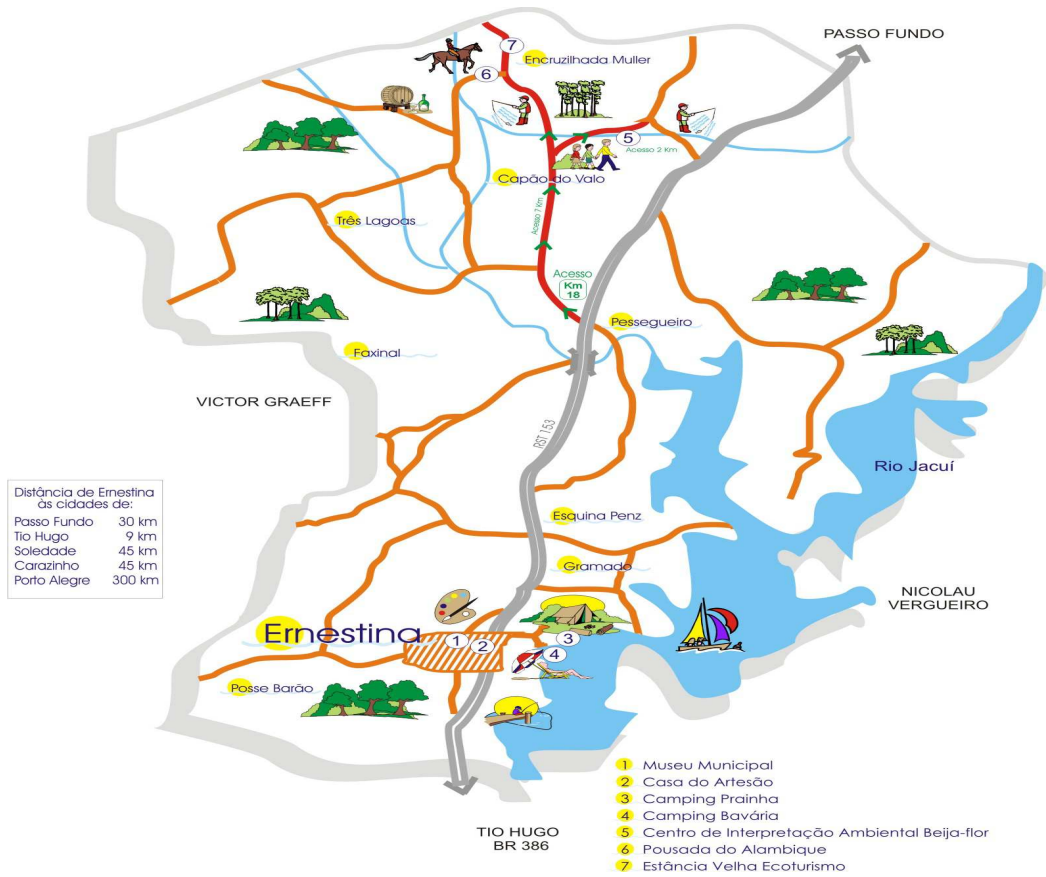 PASSO FUNDO
7
Encruzilhada Muller
6
5
Acesso 2 Km
Capão do Valo
Acesso 7 Km
Três Lagoas
Acesso
Km
18
Pessegueiro
Faxinal
VICTOR GRAEFF
RST 153
Rio Jacuí
Distância de Ernestina
às cidades de:
Passo Fundo 30 km
Tio Hugo 9 km
Soledade 45 km
Carazinho 45 km
Porto Alegre 300 km
Esquina Penz
Gramado
NICOLAU
VERGUEIRO
Ernestina
1
2
3
4
Posse Barão
TIO HUGO
BR 386
1 Museu Municipal
2 Casa do Artesão
3 Camping Prainha
4 Camping Bavária
5 Centro de Interpretação Ambiental Beija-flor
6 Pousada do Alambique
7 Estância Velha Ecoturismo